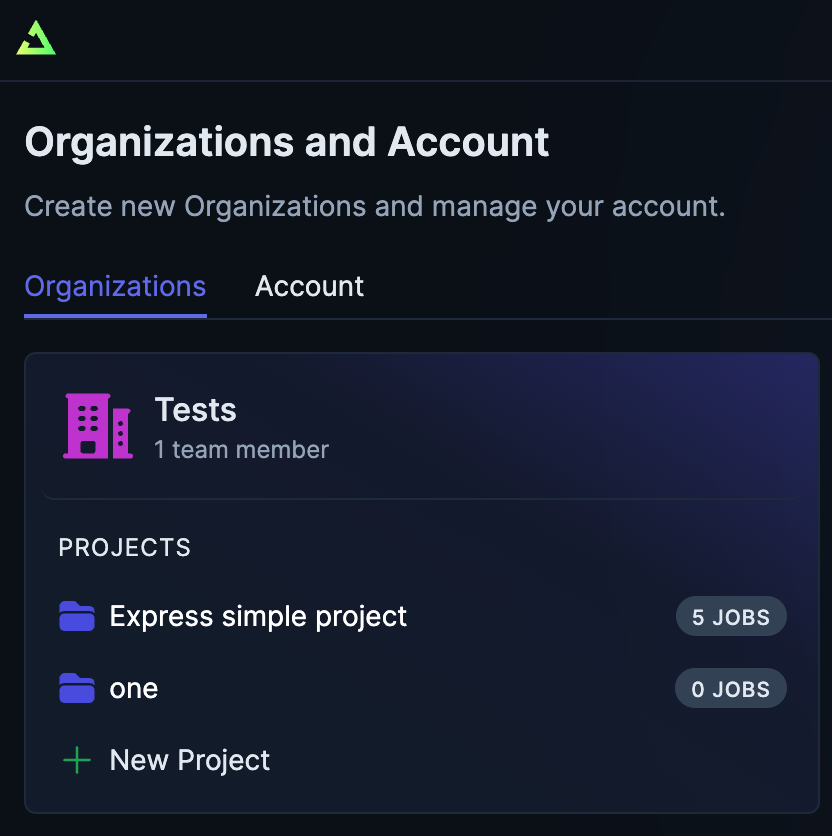 Organizations and Account
Create new Organizations and manage your account.
Organizations Account
Tests
1 team member
PROJECTS
Express simple project 5 JOBS
one 0 JOBS
New Project